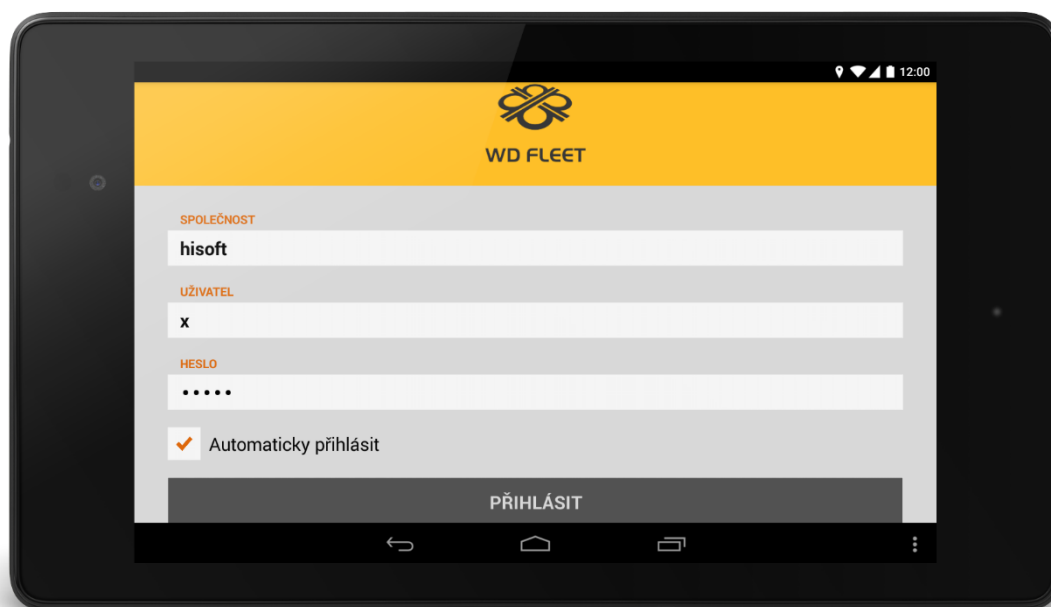 12:00
WD FLEET
SPOLEČNOST
hisoft
UŽIVATEL
x
HESLO
•••••
Automaticky přihlásit
PŘIHLÁSIT